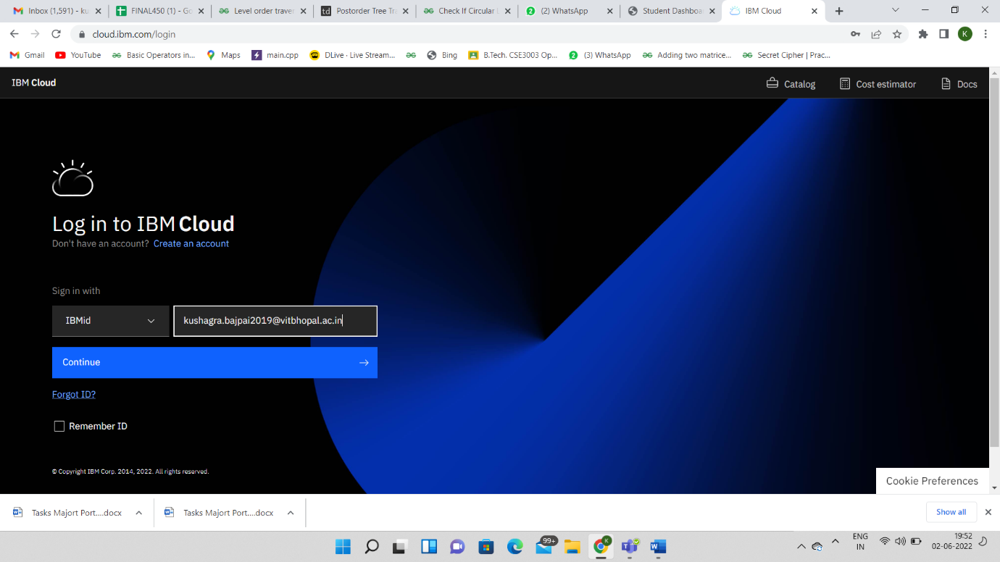 Inbox (1,591) - ku
FINAL450 (1) - Go
Level order traver
td
Postorder Tree Tra
Check If Circular L
2
(2) WhatsApp
Student Dashboa
IBM Cloud
cloud.ibm.com/login
K
Gmail
YouTube
Basic Operators in...
Maps
main.cpp
DLive · Live Stream...
Bing
B.Tech. CSE3003 Op...
2
(3) WhatsApp
Adding two matrice...
Secret Cipher | Prac...
IBM Cloud
Catalog
Cost estimator
Docs
Log in to IBM Cloud
Don't have an account? Create an account
Sign in with
IBMid
kushagra.bajpai2019@vitbhopal.ac.in
Continue
Forgot ID?
Remember ID
© Copyright IBM Corp. 2014, 2022. All rights reserved.
Cookie Preferences
Tasks Majort Port....docx
Tasks Majort Port....docx
Show all
99+
K
ENG
IN
19:52
02-06-2022